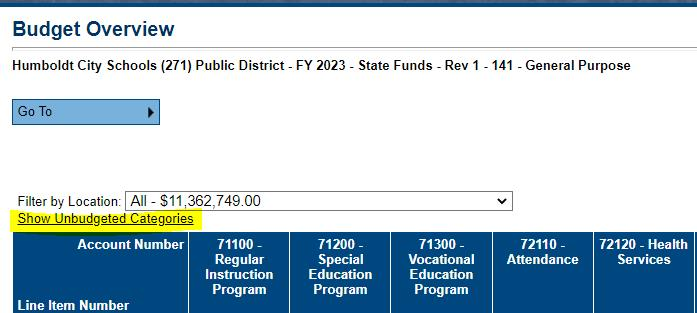 Budget Overview
Humboldt City Schools (271) Public District - FY 2023 - State Funds - Rev 1 - 141 - General Purpose
Go To
Filter by Location: All - $11,362,749.00
Show Unbudgeted Categories
Account Number
Line Item Number
71100 -
Regular
Instruction
Program
71200 -
Special
Education
Program
71300 -
Vocational
Education
Program
72110 -
Attendance
72120 - Health
Services